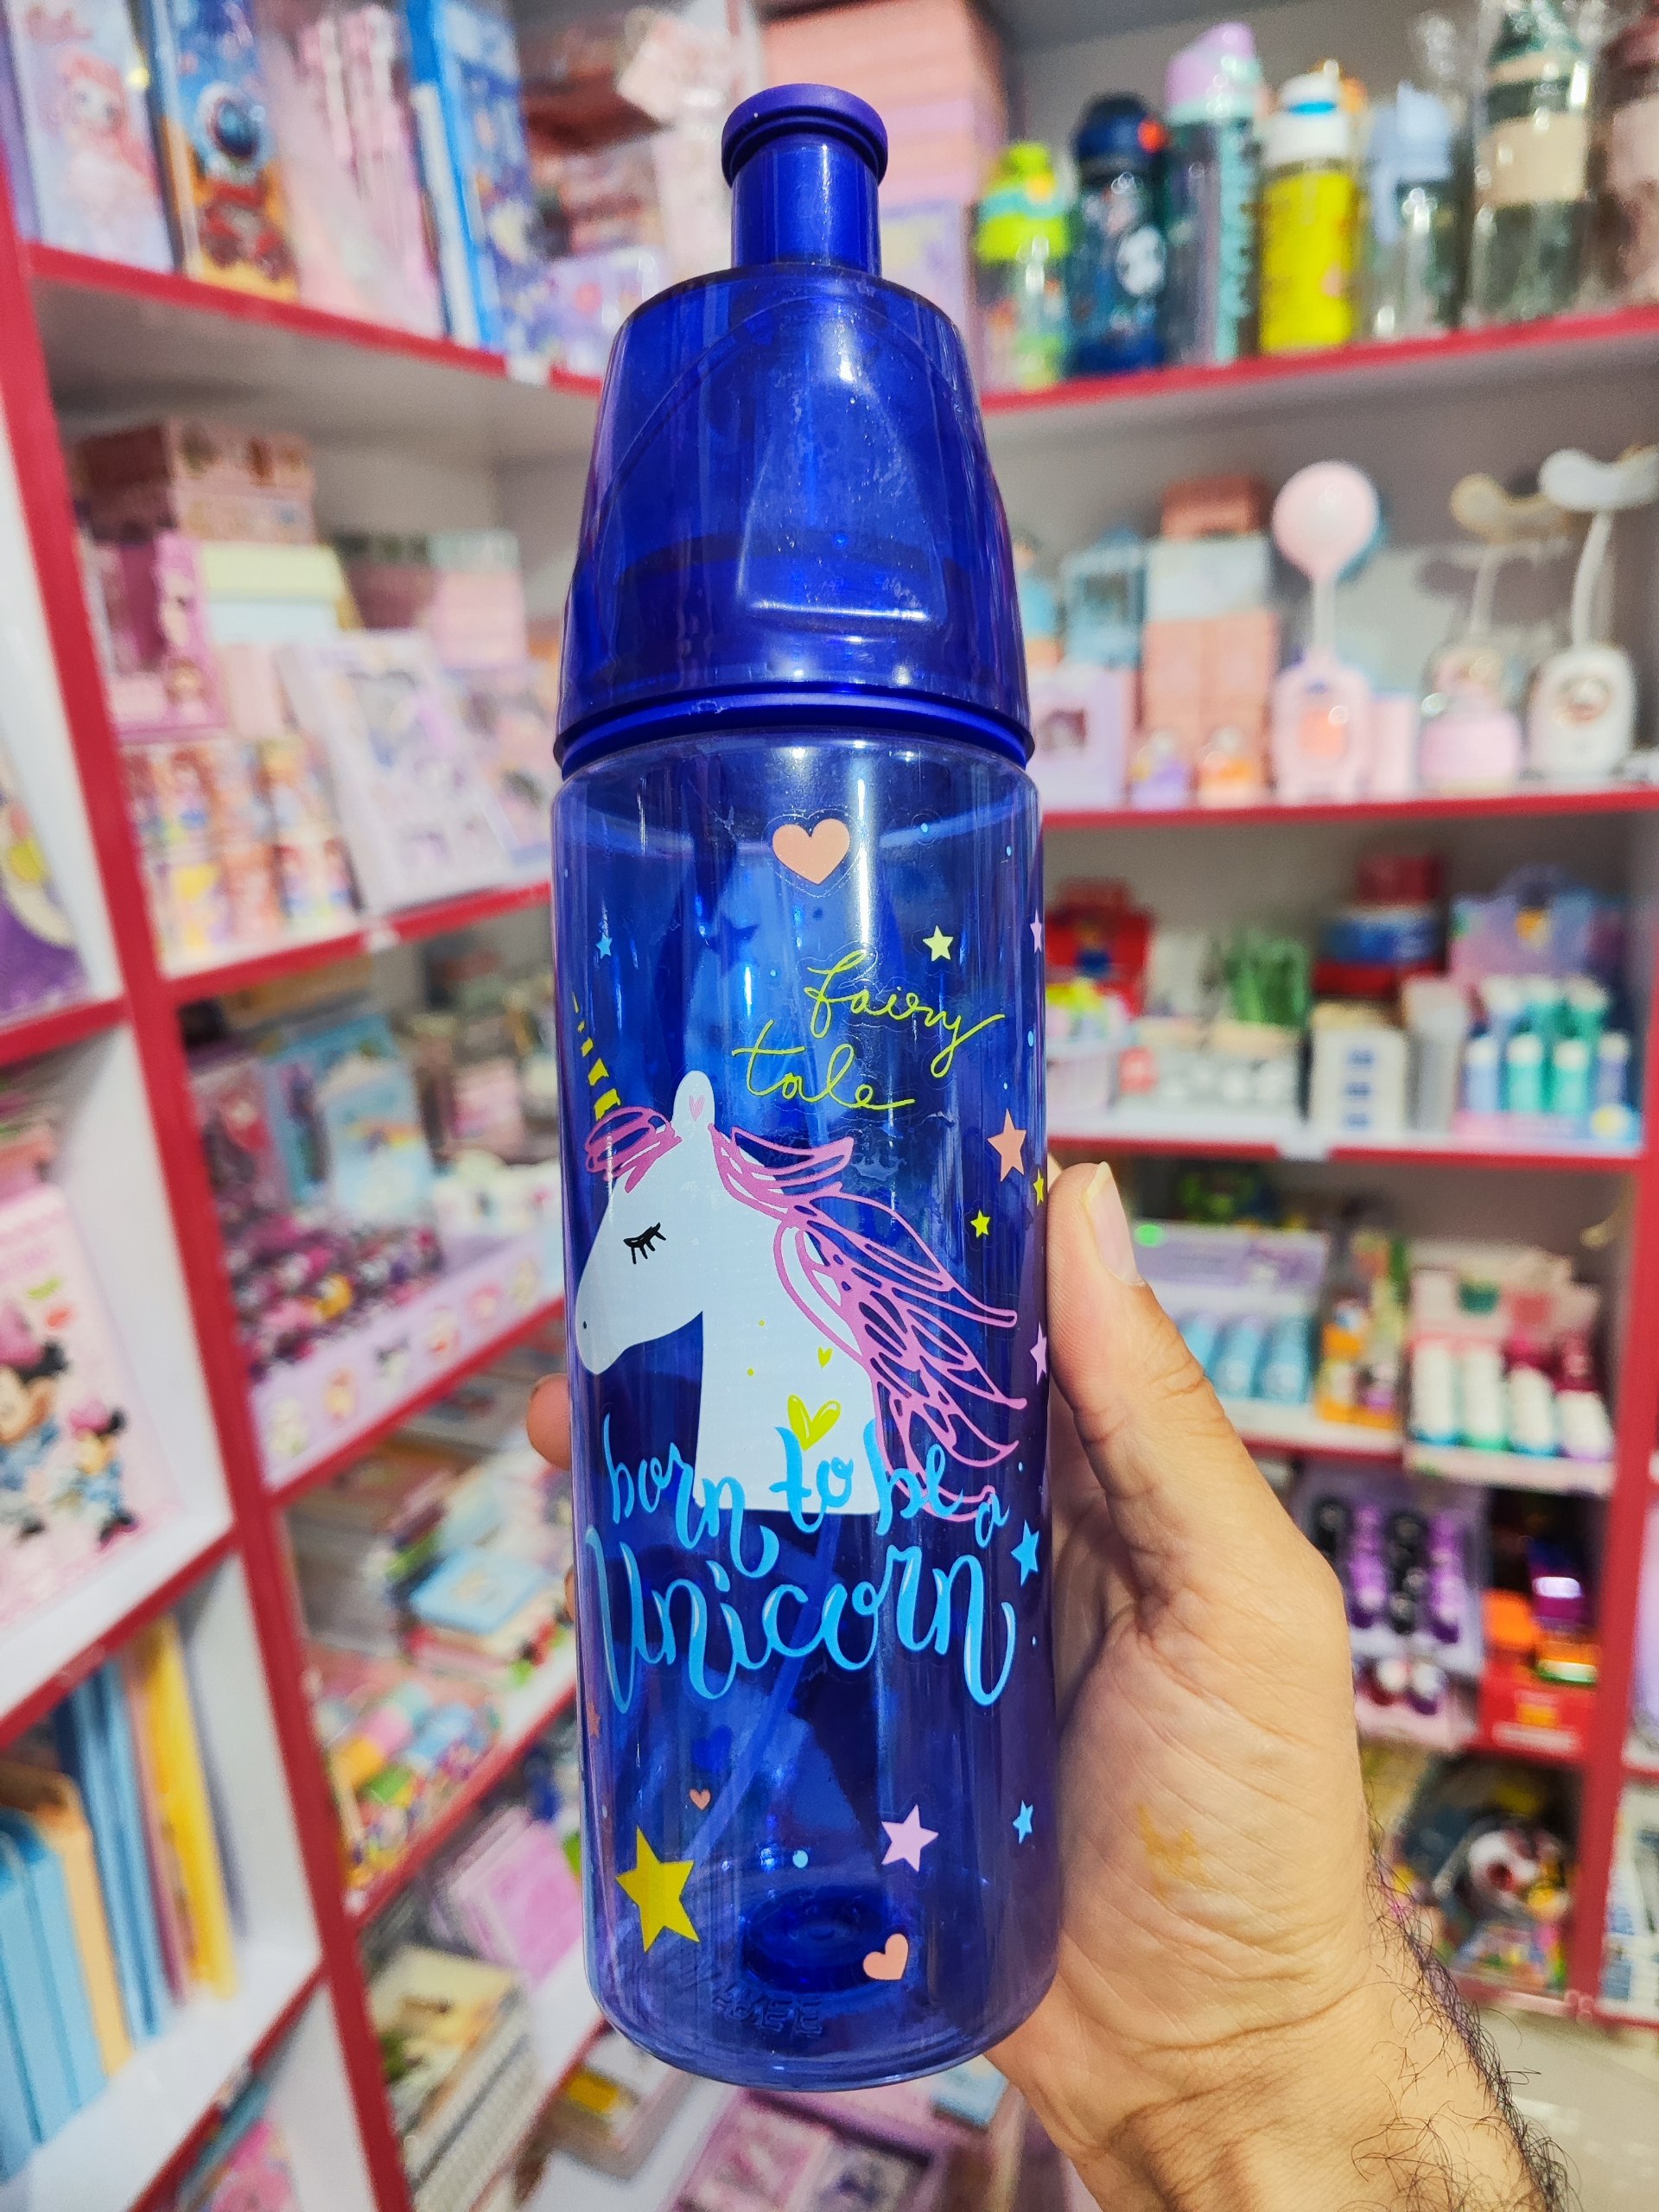 fairy
tale
born to be a
Unicorn